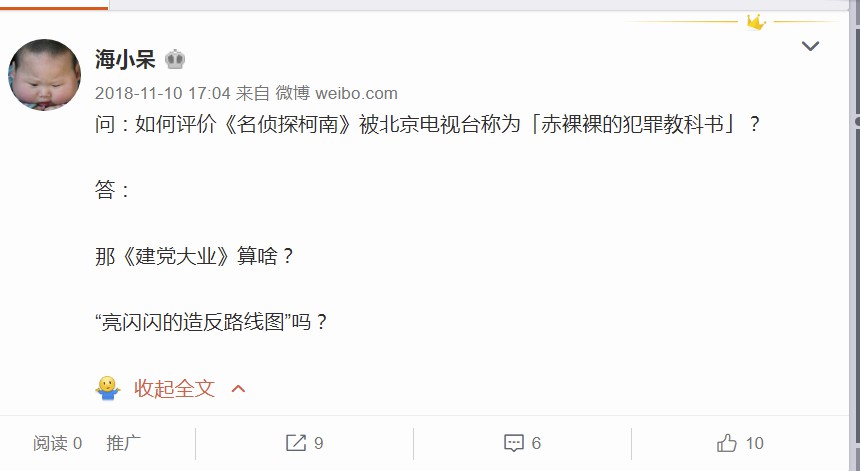 海小呆
2018-11-10 17:04 来自 微博 weibo.com
问：如何评价《名侦探柯南》被北京电视台称为「赤裸裸的犯罪教科书」？
答：
那《建党大业》算啥？
“亮闪闪的造反路线图”吗？
收起全文
阅读 0 推广 9 6 10